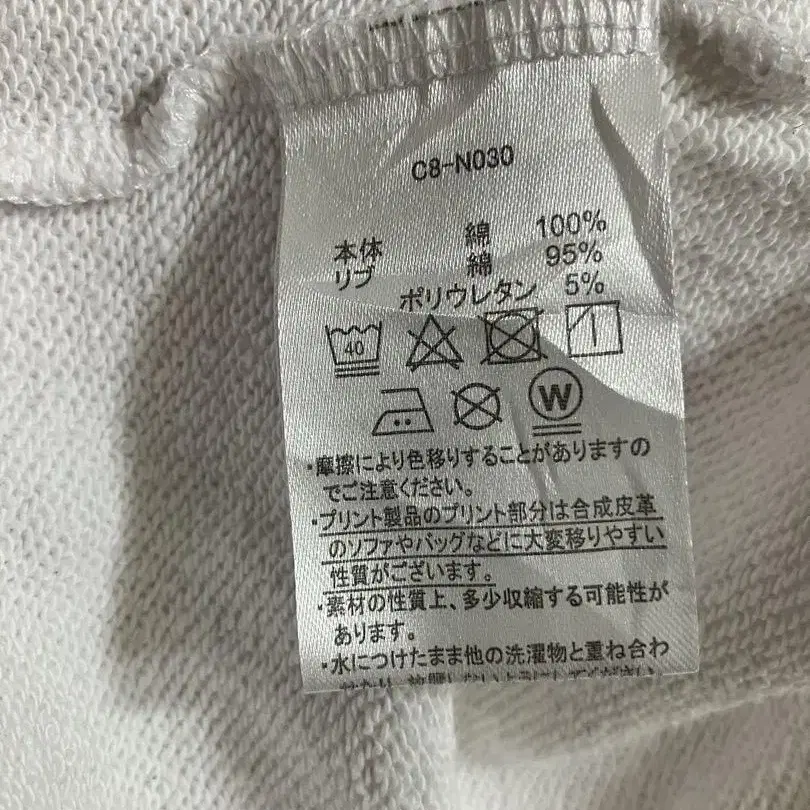 C8-N030
本体 綿 100%
リブ 綿 95%
ポリウレタン 5%
40
W
・摩擦により色移りすることがありますの
でご注意ください。
・プリント製品のプリント部分は合成皮革
のソファやバッグなどに大変移りやすい
性質がございます。
・素材の性質上、多少収縮する可能性が
あります。
・水につけたまま他の洗濯物と重ね合わ